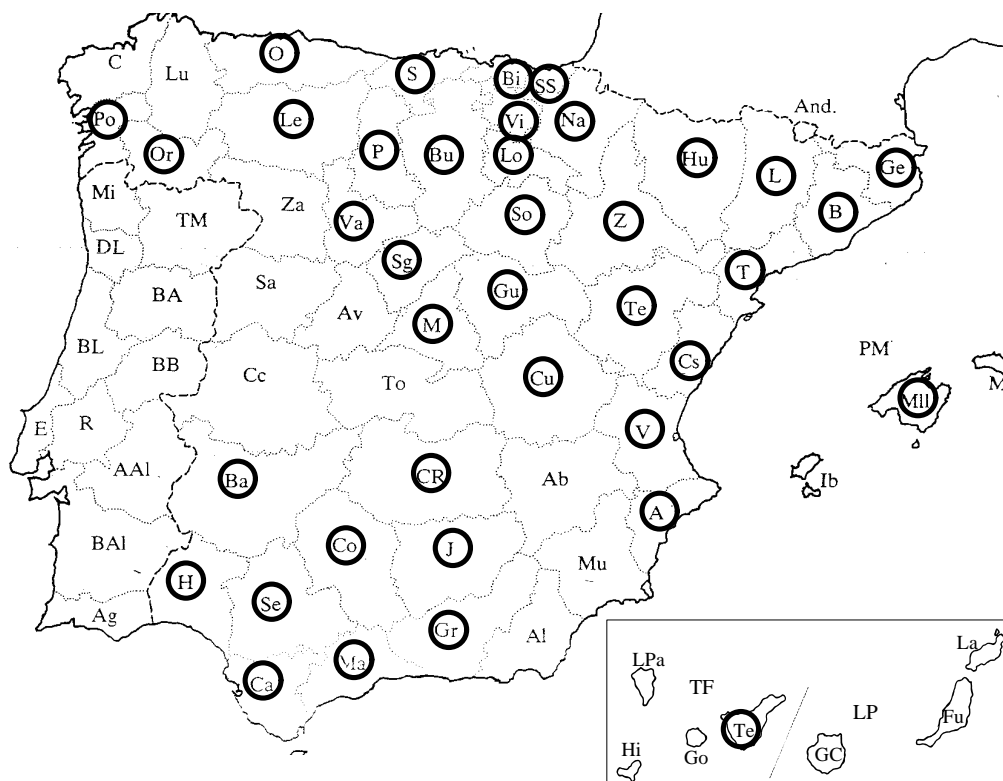 O
C
S
Lu
Bi
SS
And.
Po
Le
Vi
Na
Or
P
Bu
Lo
Hu
L
Ge
Mi
Za
TM
Va
So
Z
B
DL
Sg
T
Sa
BA
Av
Gu
Te
M
BL
BB
Cc
To
Cu
Cs
PM
M
Mll
E
R
V
AAl
Ba
CR
Ab
Ib
A
BAl
Co
J
H
Mu
Se
Ag
Gr
Al
Ma
Ca
La
LPa
TF
LP
Fu
Te
Hi
Go
GC